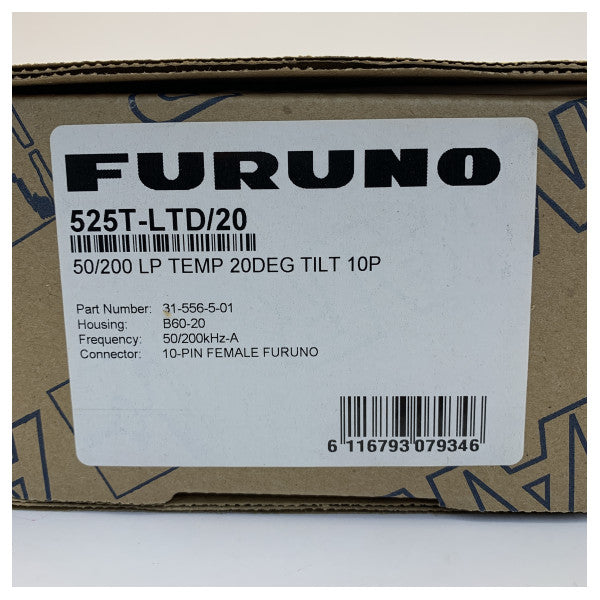 FURUNO
525T-LTD/20
50/200 LP TEMP 20DEG TILT 10P
Part Number: 31-556-5-01
Housing: B60-20
Frequency: 50/200kHz-A
Connector: 10-PIN FEMALE FURUNO
6 116793 079346